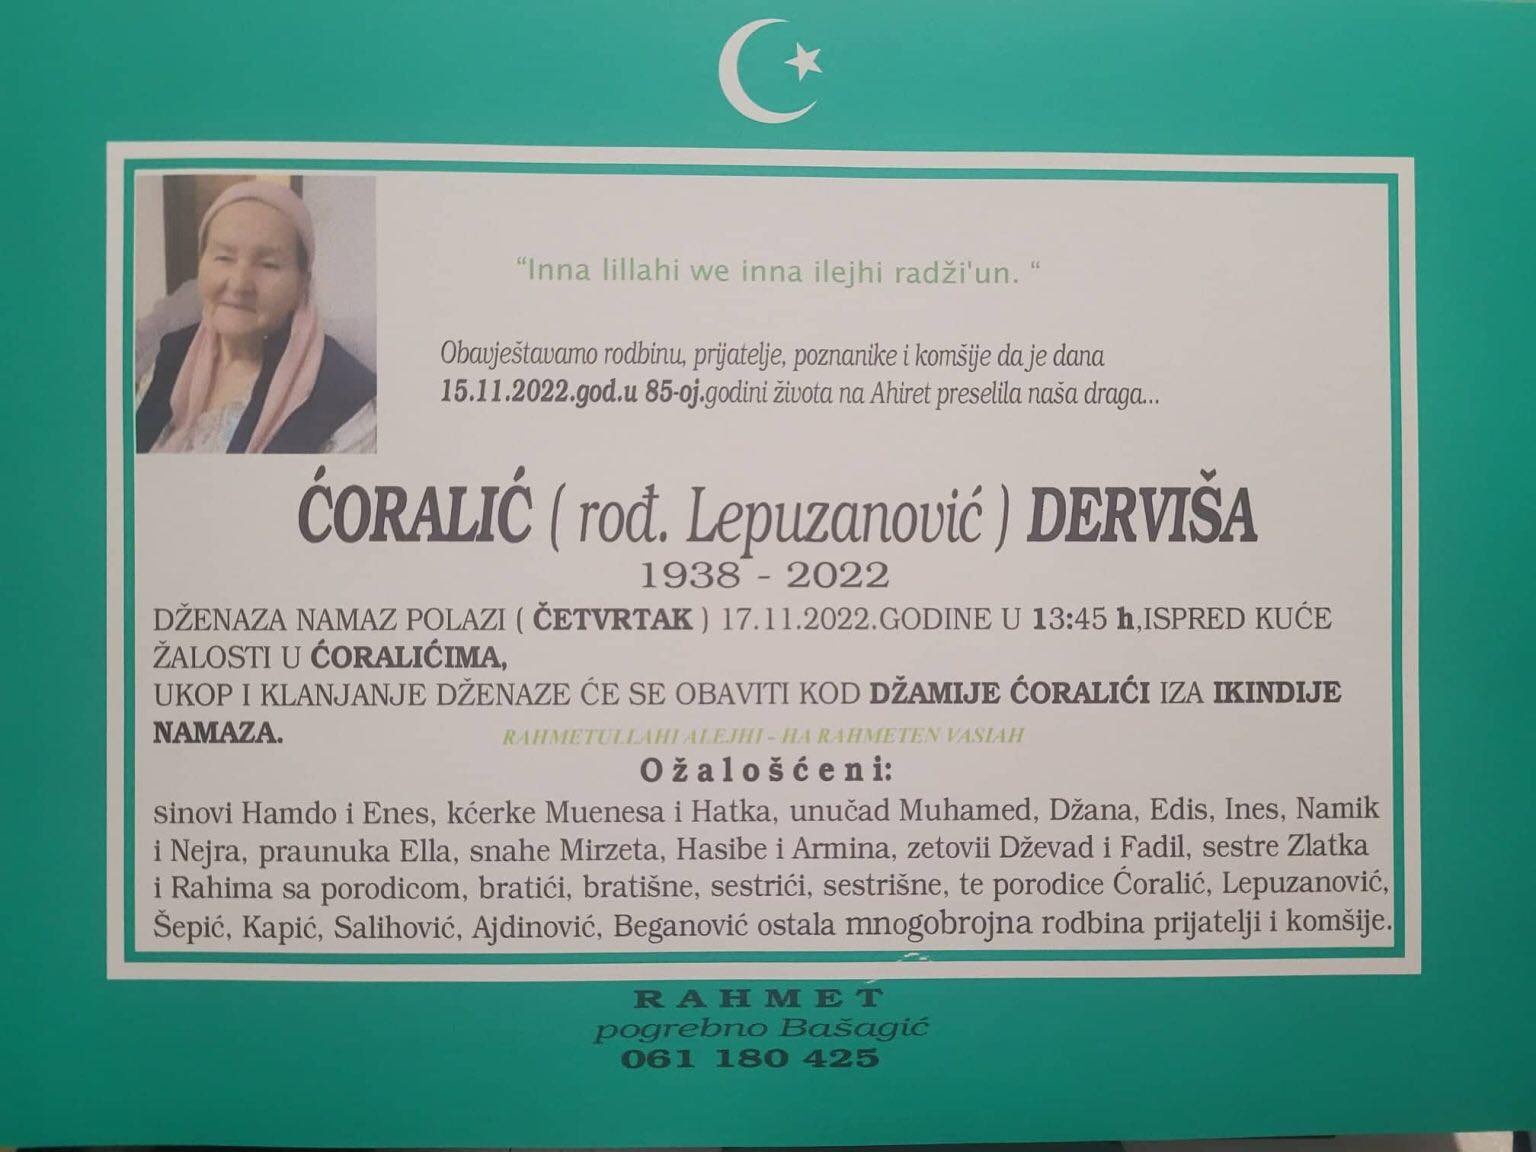 “Inna lillahi we inna ilejhi radži'un. “
Obavještavamo rodbinu, prijatelje, poznanike i komšije da je dana
15.11.2022.god.u 85-oj.godini života na Ahiret preselila naša draga...
ĆORALIĆ ( rođ. Lepuzanović ) DERVIŠA
1938 - 2022
DŽENAZA NAMAZ POLAZI ( ČETVRTAK ) 17.11.2022.GODINE U 13:45 h,ISPRED KUĆE
ŽALOSTI U ĆORALIĆIMA,
UKOP I KLANJANJE DŽENAZE ĆE SE OBAVITI KOD DŽAMIJE ĆORALIĆI IZA IKINDIJE
NAMAZA.
RAHMETULLAHI ALEJHI - HA RAHMETEN VASIAH
Ožalošćeni:
sinovi Hamdo i Enes, kćerke Muenesa i Hatka, unučad Muhamed, Džana, Edis, Ines, Namik
i Nejra, praunuka Ella, snahe Mirzeta, Hasibe i Armina, zetovii Dževad i Fadil, sestre Zlatka
i Rahima sa porodicom, bratići, bratišne, sestrići, sestrišne, te porodice Ćoralić, Lepuzanović,
Šepić, Kapić, Salihović, Ajdinović, Beganović ostala mnogobrojna rodbina prijatelji i komšije.
RAHMET
pogrebno Bašagić
061 180 425